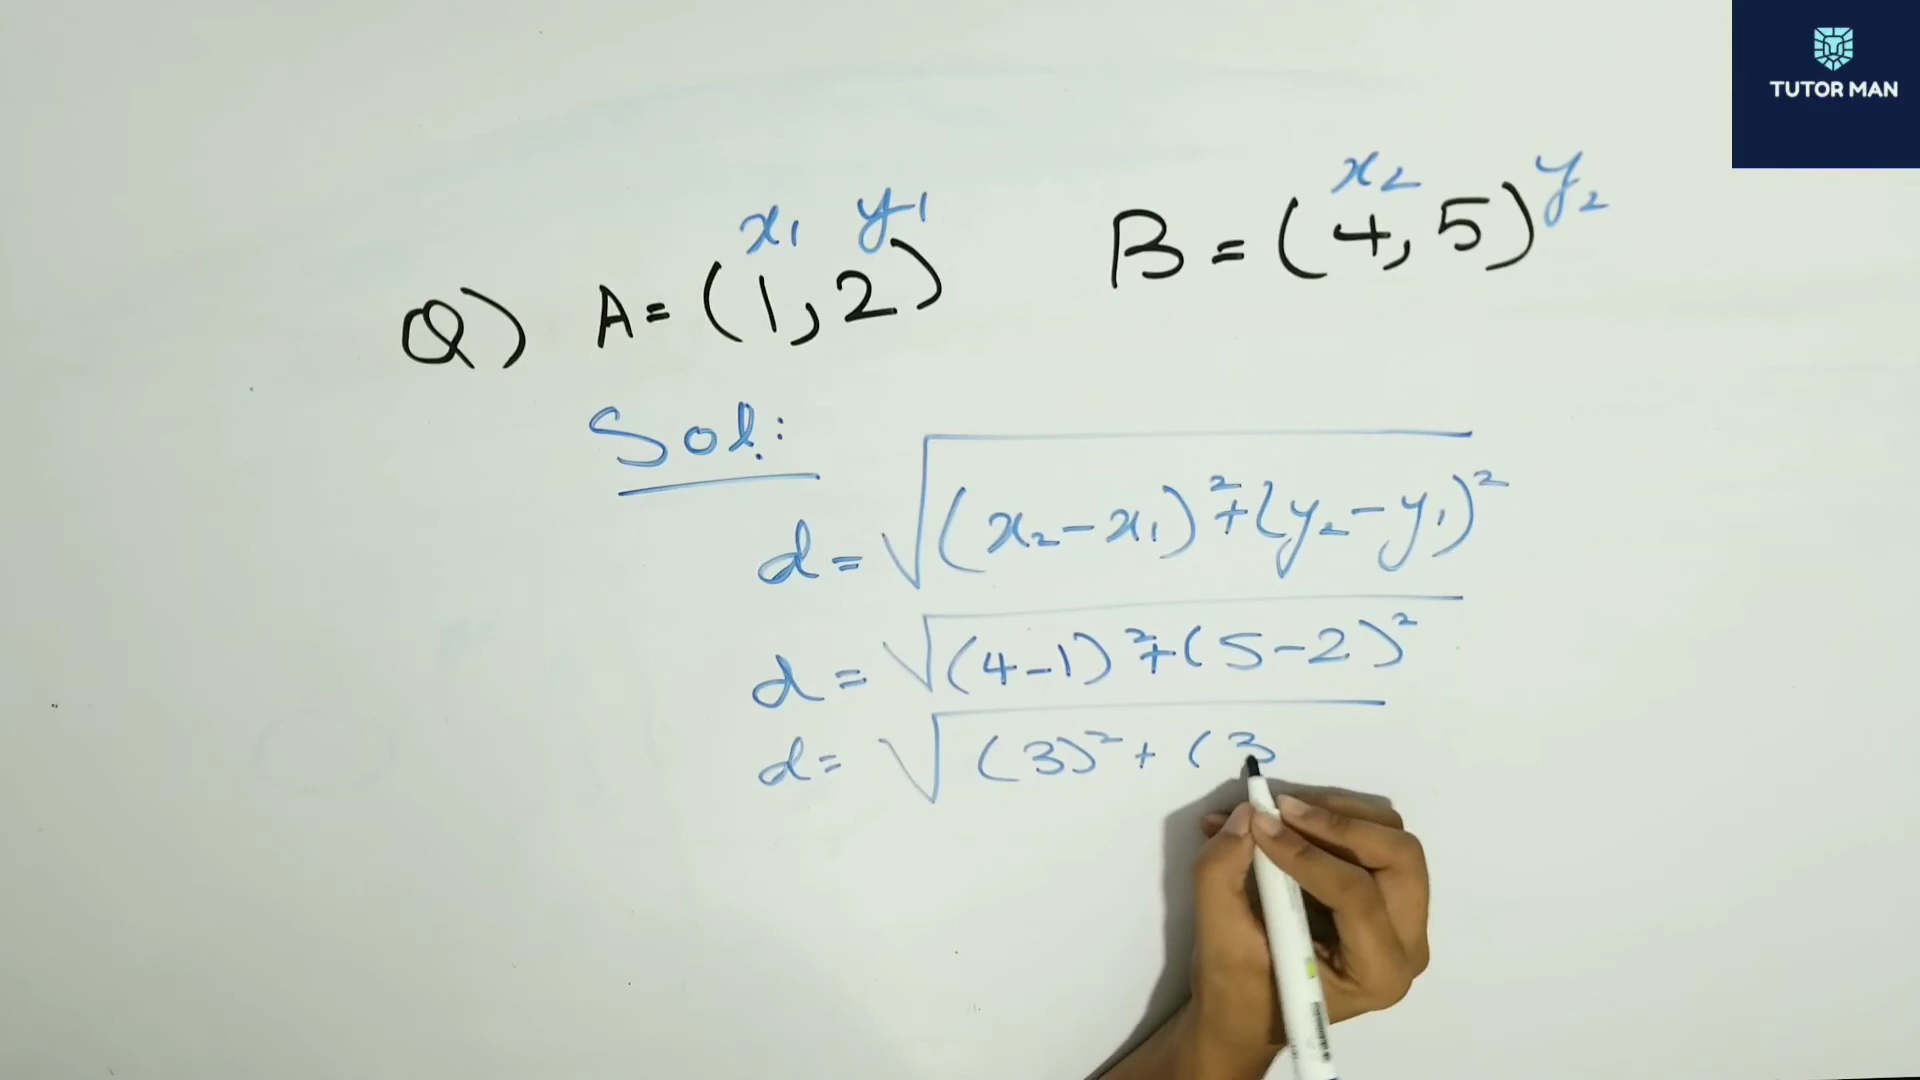 TUTOR MAN
x₁ y₁ x₂ y₂
Q) A = (1, 2) B = (4, 5)
Sol:
d = √(x₂ - x₁)² + (y₂ - y₁)²
d = √(4 - 1)² + (5 - 2)²
d = √(3)² + (3